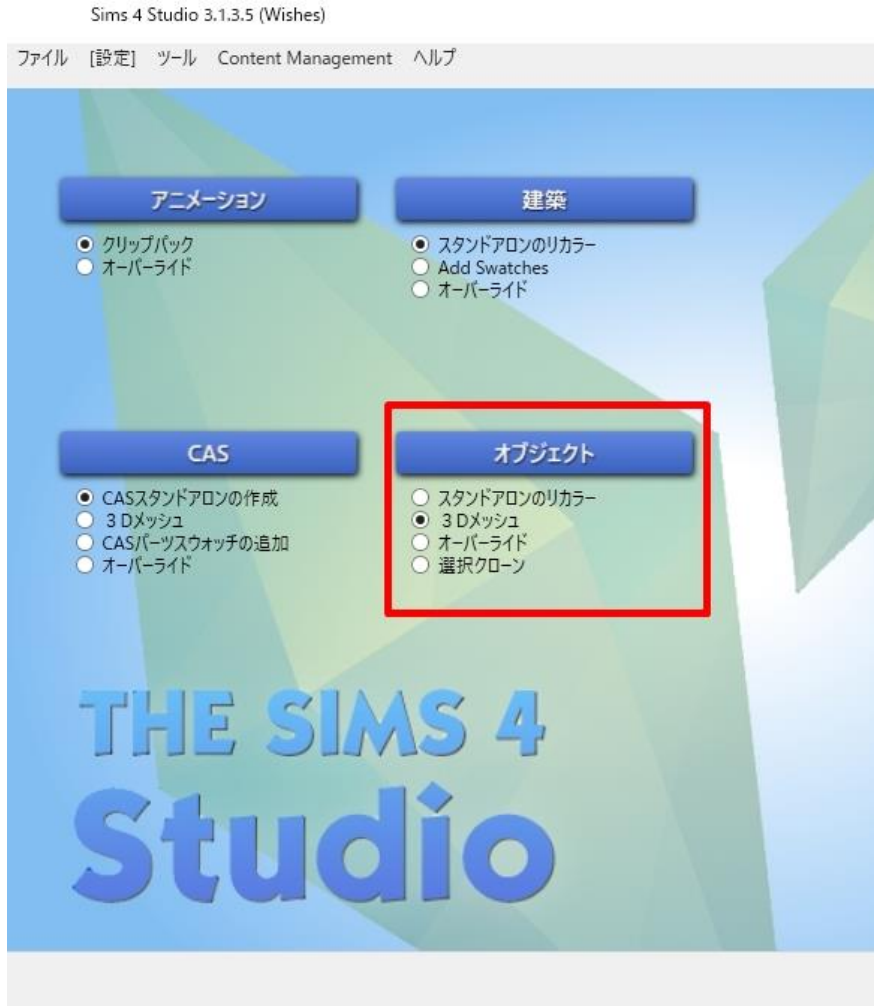 Sims 4 Studio 3.1.3.5 (Wishes)
ファイル [設定] ツール Content Management ヘルプ
アニメーション
クリップパック
オーバーライド
建築
スタンドアロンのリカラー
Add Swatches
オーバーライド
CAS
CASスタンドアロンの作成
３Dメッシュ
CASパーツスウォッチの追加
オーバーライド
オブジェクト
スタンドアロンのリカラー
３Dメッシュ
オーバーライド
選択クローン
THE SIMS 4
Studio